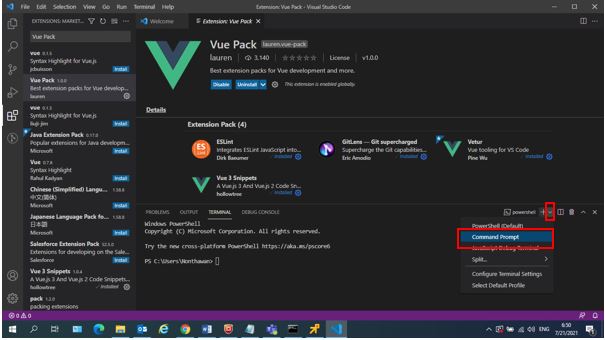 File Edit Selection View Go Run Terminal Help
Extension: Vue Pack - Visual Studio Code
EXTENSIONS: MARKET...
Vue Pack
vue 0.1.5
Syntax Highlight for Vue.js
jcbuisson Install
Vue Pack 1.0.0
Best extension packs for Vue develop...
lauren
vue 0.1.3
Syntax Highlight for Vue.js
liuji-jim Install
Java Extension Pack 0.17.0
Popular extensions for Java developm...
Microsoft Install
Vue 0.7.8
Syntax Highlight
Rahul Kadyan Install
Chinese (Simplified) Langu... 1.58.8
中文(简体)
Microsoft Install
Japanese Language Pack fo... 1.58.8
日本語
Microsoft Install
Salesforce Extension Pack 52.5.0
Extensions for developing on the Sale...
Salesforce Install
Vue 3 Snippets 1.0.4
A Vue.js 3 And Vue.js 2 Code Snippets...
hollowtree Installed
pack 1.2.0
packing extensions
Welcome
Extension: Vue Pack
Vue Pack lauren.vue-pack
lauren 3,140 License v1.0.0
Best extension packs for Vue development and more.
Disable Uninstall This extension is enabled globally.
Details
Extension Pack (4)
ES
Lint
ESLint
Integrates ESLint JavaScript into...
Dirk Baeumer Installed
GitLens — Git supercharged
Supercharge the Git capabilities...
Eric Amodio Installed
Vetur
Vue tooling for VS Code
Pine Wu Installed
Vue 3 Snippets
A Vue.js 3 And Vue.js 2 Code Sn...
hollowtree Installed
PROBLEMS OUTPUT TERMINAL DEBUG CONSOLE
powershell
Windows PowerShell
Copyright (C) Microsoft Corporation. All rights reserved.
Try the new cross-platform PowerShell https://aka.ms/pscore6
PS C:\Users\Nonthawan>
PowerShell (Default)
Command Prompt
JavaScript Debug Terminal
Split...
Configure Terminal Settings
Select Default Profile
0 0
ENG
6:50
7/21/2021